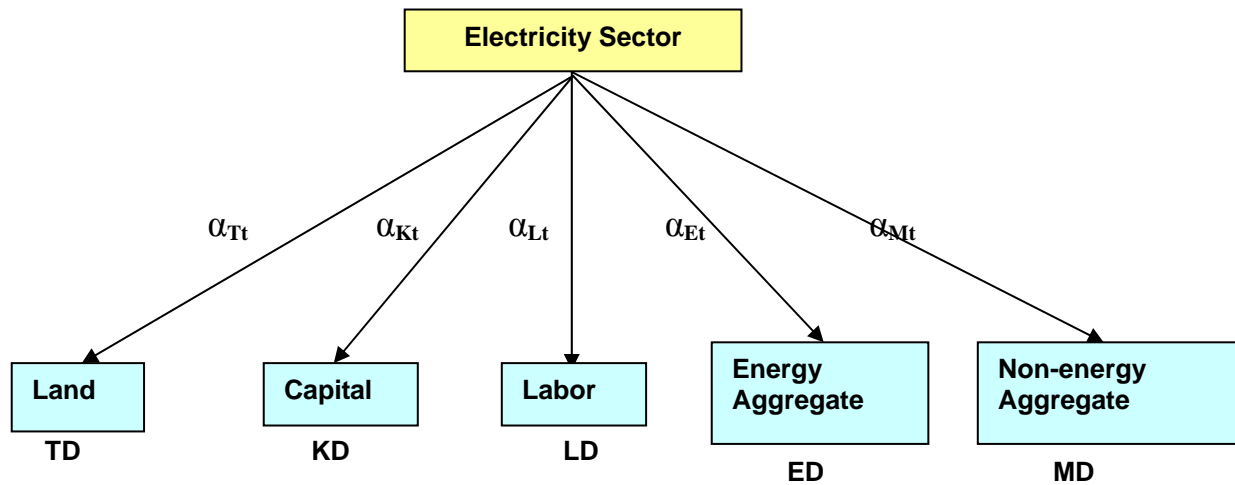 Electricity Sector
αTt
αKt
αLt
αEt
αMt
Land
Capital
Labor
Energy
Aggregate
Non-energy
Aggregate
TD
KD
LD
ED
MD